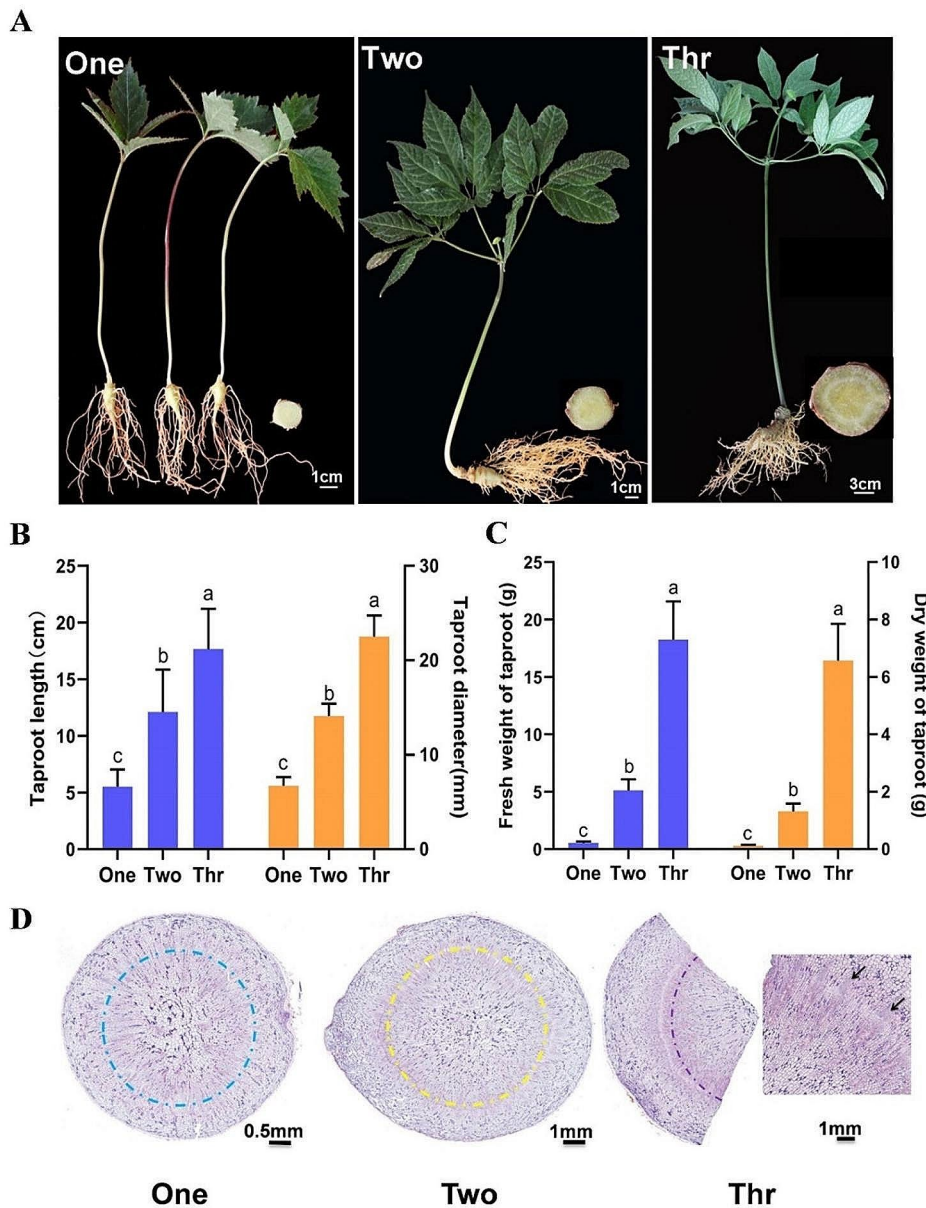 A
One
Two
Thr
1cm
1cm
3cm
B
C
25
20
15
10
5
0
Taproot length(cm)
c
b
a
c
b
a
30
20
10
0
Taproot diameter(mm)
One Two Thr One Two Thr
25
20
15
10
5
0
Fresh weight of taproot (g)
c
b
a
c
b
a
10
8
6
4
2
0
Dry weight of taproot (g)
One Two Thr One Two Thr
D
0.5mm
1mm
1mm
One
Two
Thr